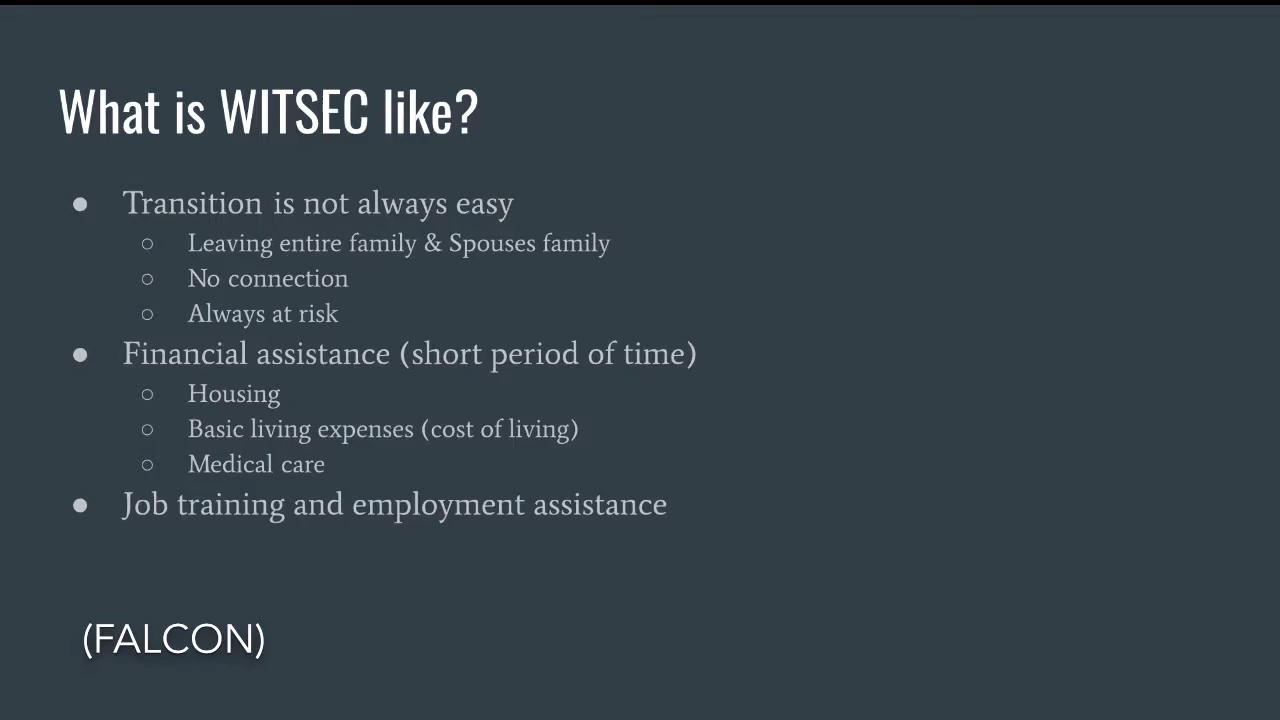 What is WITSEC like?
● Transition is not always easy
○ Leaving entire family & Spouses family
○ No connection
○ Always at risk
● Financial assistance (short period of time)
○ Housing
○ Basic living expenses (cost of living)
○ Medical care
● Job training and employment assistance
(FALCON)